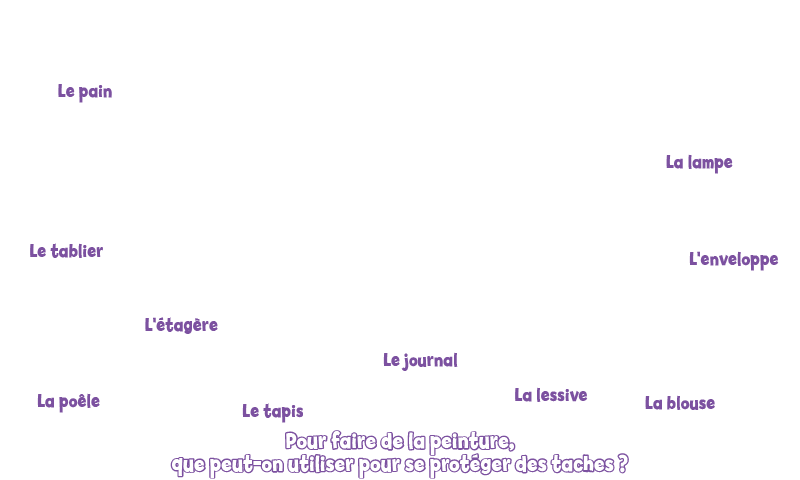 Le pain
La lampe
Le tablier
L'enveloppe
L'étagère
Le journal
La lessive
La poêle
La blouse
Le tapis
Pour faire de la peinture,
que peut-on utiliser pour se protéger des taches ?